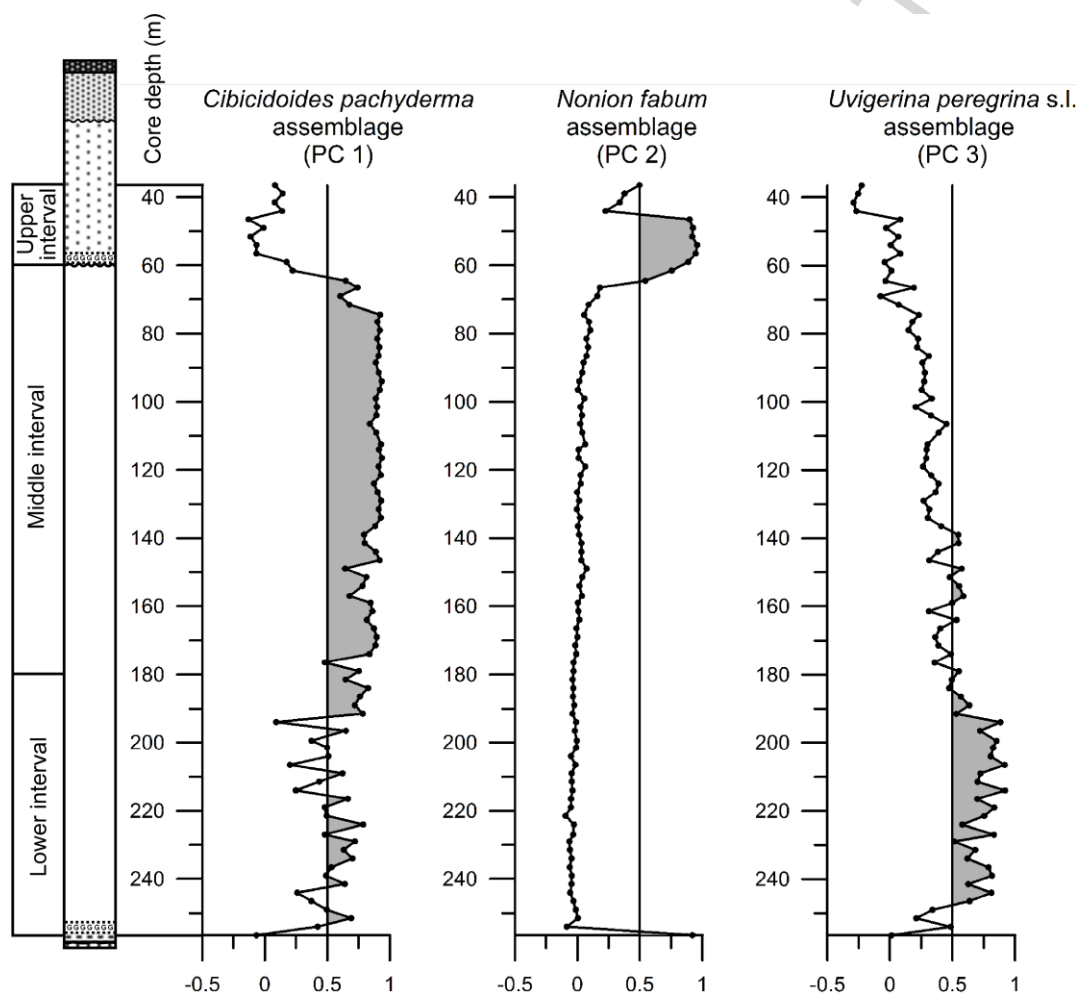 Core depth (m)
Cibicidoides pachyderma
assemblage
(PC 1)
Nonion fabum
assemblage
(PC 2)
Uvigerina peregrina s.l.
assemblage
(PC 3)
Upper
interval
Middle interval
Lower interval
GGGGGG
GGGGGG
40
60
80
100
120
140
160
180
200
220
240
40
60
80
100
120
140
160
180
200
220
240
40
60
80
100
120
140
160
180
200
220
240
-0.5 0 0.5 1
-0.5 0 0.5 1
-0.5 0 0.5 1